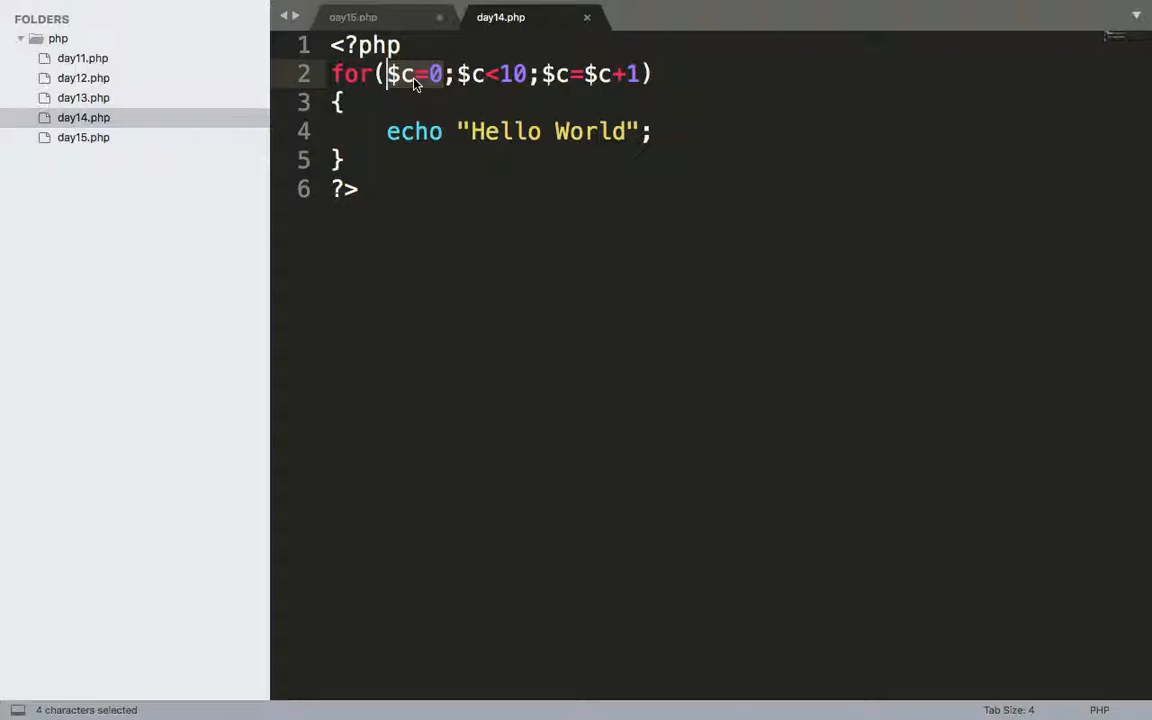 FOLDERS
php
day11.php
day12.php
day13.php
day14.php
day15.php
day15.php
day14.php
1 <?php
2 for($c=0;$c<10;$c=$c+1)
3 {
4 echo "Hello World";
5 }
6 ?>
4 characters selected
Tab Size: 4
PHP